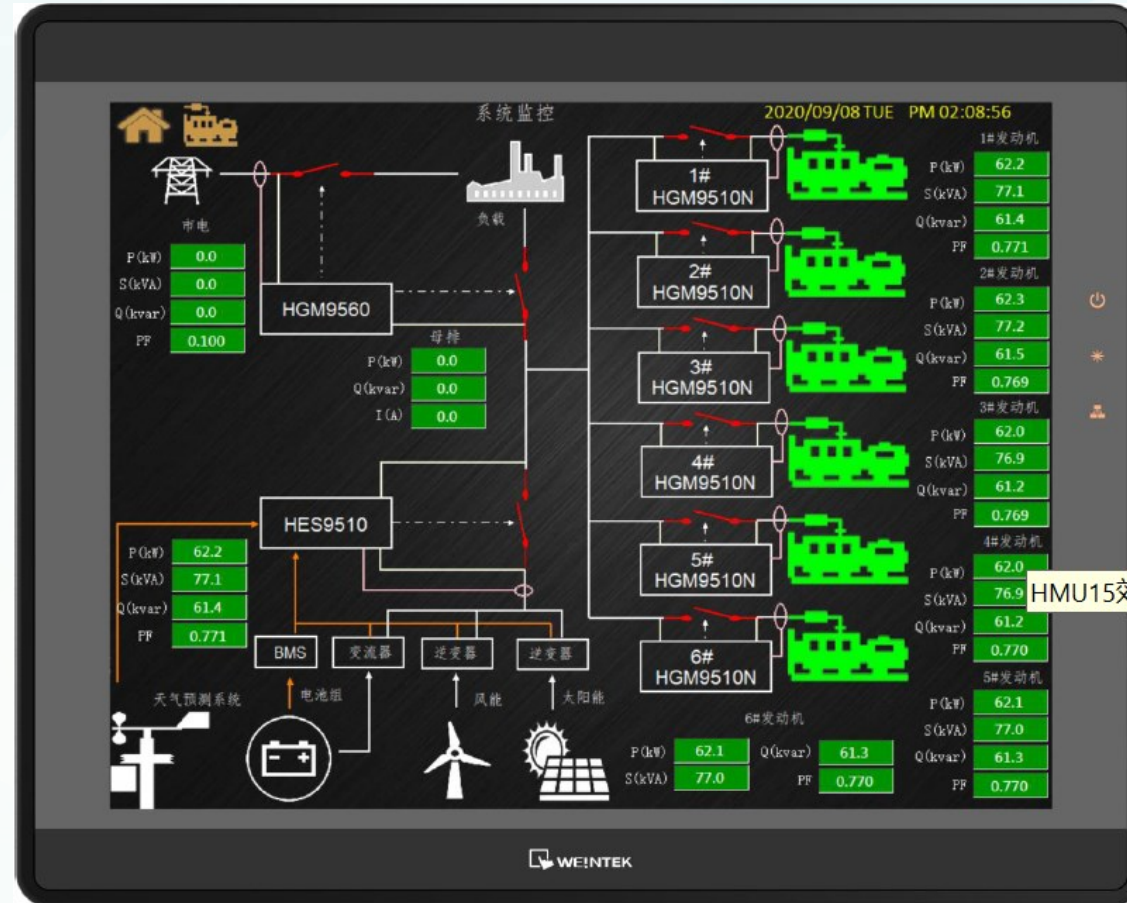 系统监控
2020/09/08 TUE PM 02:08:56
市电
P(kW) 0.0
S(kVA) 0.0
Q(kvar) 0.0
PF 0.100
HGM9560
负载
母排
P(kW) 0.0
Q(kvar) 0.0
I(A) 0.0
HES9510
P(kW) 62.2
S(kVA) 77.1
Q(kvar) 61.4
PF 0.771
BMS
变流器
逆变器
逆变器
天气预测系统
电池组
风能
太阳能
1#
HGM9510N
2#
HGM9510N
3#
HGM9510N
4#
HGM9510N
5#
HGM9510N
6#
HGM9510N
1#发动机
P(kW) 62.2
S(kVA) 77.1
Q(kvar) 61.4
PF 0.771
2#发动机
P(kW) 62.3
S(kVA) 77.2
Q(kvar) 61.5
PF 0.769
3#发动机
P(kW) 62.0
S(kVA) 76.9
Q(kvar) 61.2
PF 0.769
4#发动机
P(kW) 62.0
S(kVA) 76.9
Q(kvar) 61.2
PF 0.770
HMU15
5#发动机
P(kW) 62.1
S(kVA) 77.0
Q(kvar) 61.3
PF 0.770
6#发动机
P(kW) 62.1 Q(kvar) 61.3
S(kVA) 77.0 PF 0.770
WEINTEK